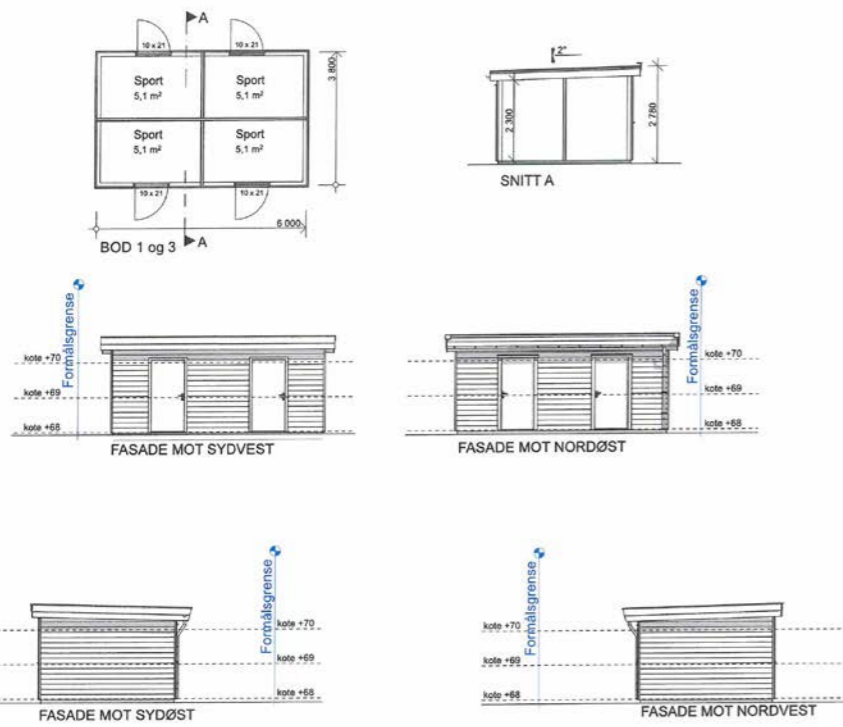 A
10 x 21
10 x 21
Sport
5,1 m²
Sport
5,1 m²
Sport
5,1 m²
Sport
5,1 m²
3 800
10 x 21
10 x 21
6 000
BOD 1 og 3
A
2°
2 300
2 780
SNITT A
Formålsgrense
kote +70
kote +69
kote +68
FASADE MOT SYDVEST
Formålsgrense
kote +70
kote +69
kote +68
FASADE MOT NORDØST
Formålsgrense
kote +70
kote +69
kote +68
FASADE MOT SYDØST
Formålsgrense
kote +70
kote +69
kote +68
FASADE MOT NORDVEST